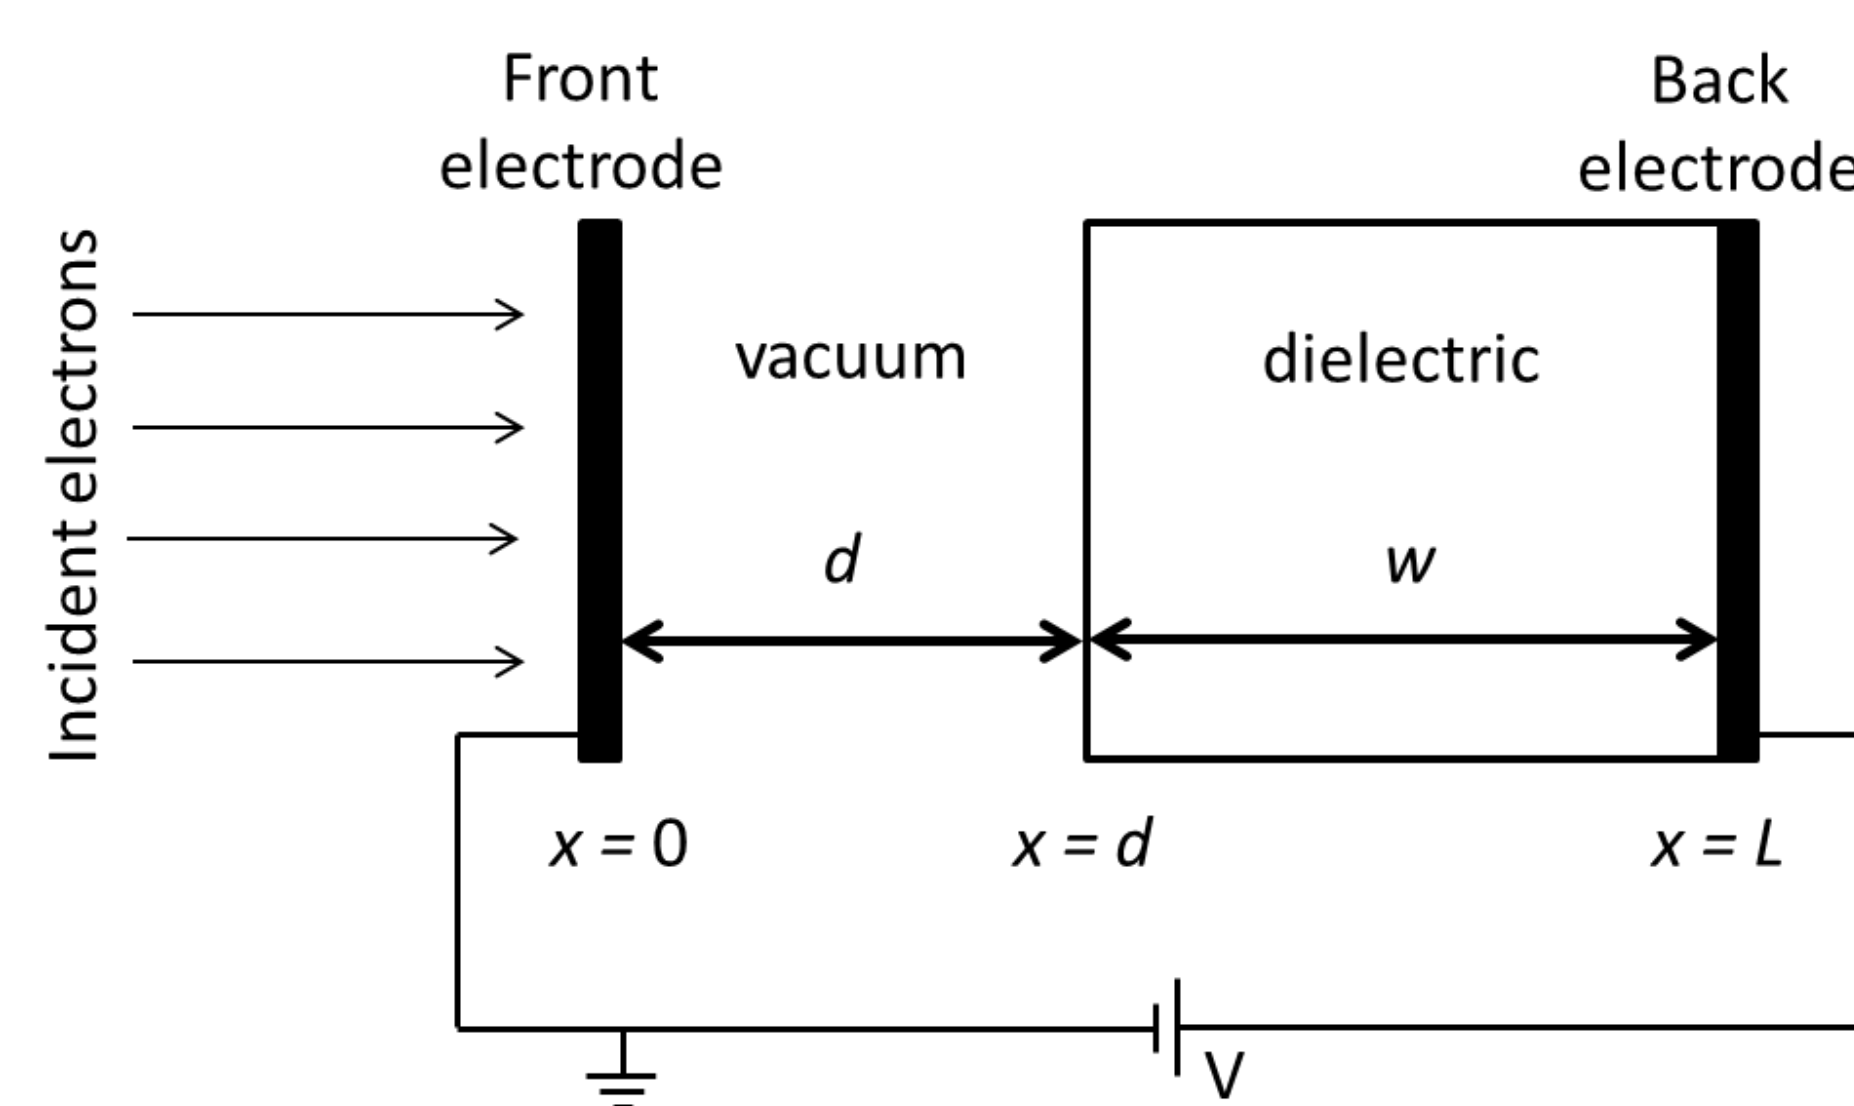 Front
electrode
Back
electrode
Incident electrons
vacuum
dielectric
d
w
x = 0
x = d
x = L
V